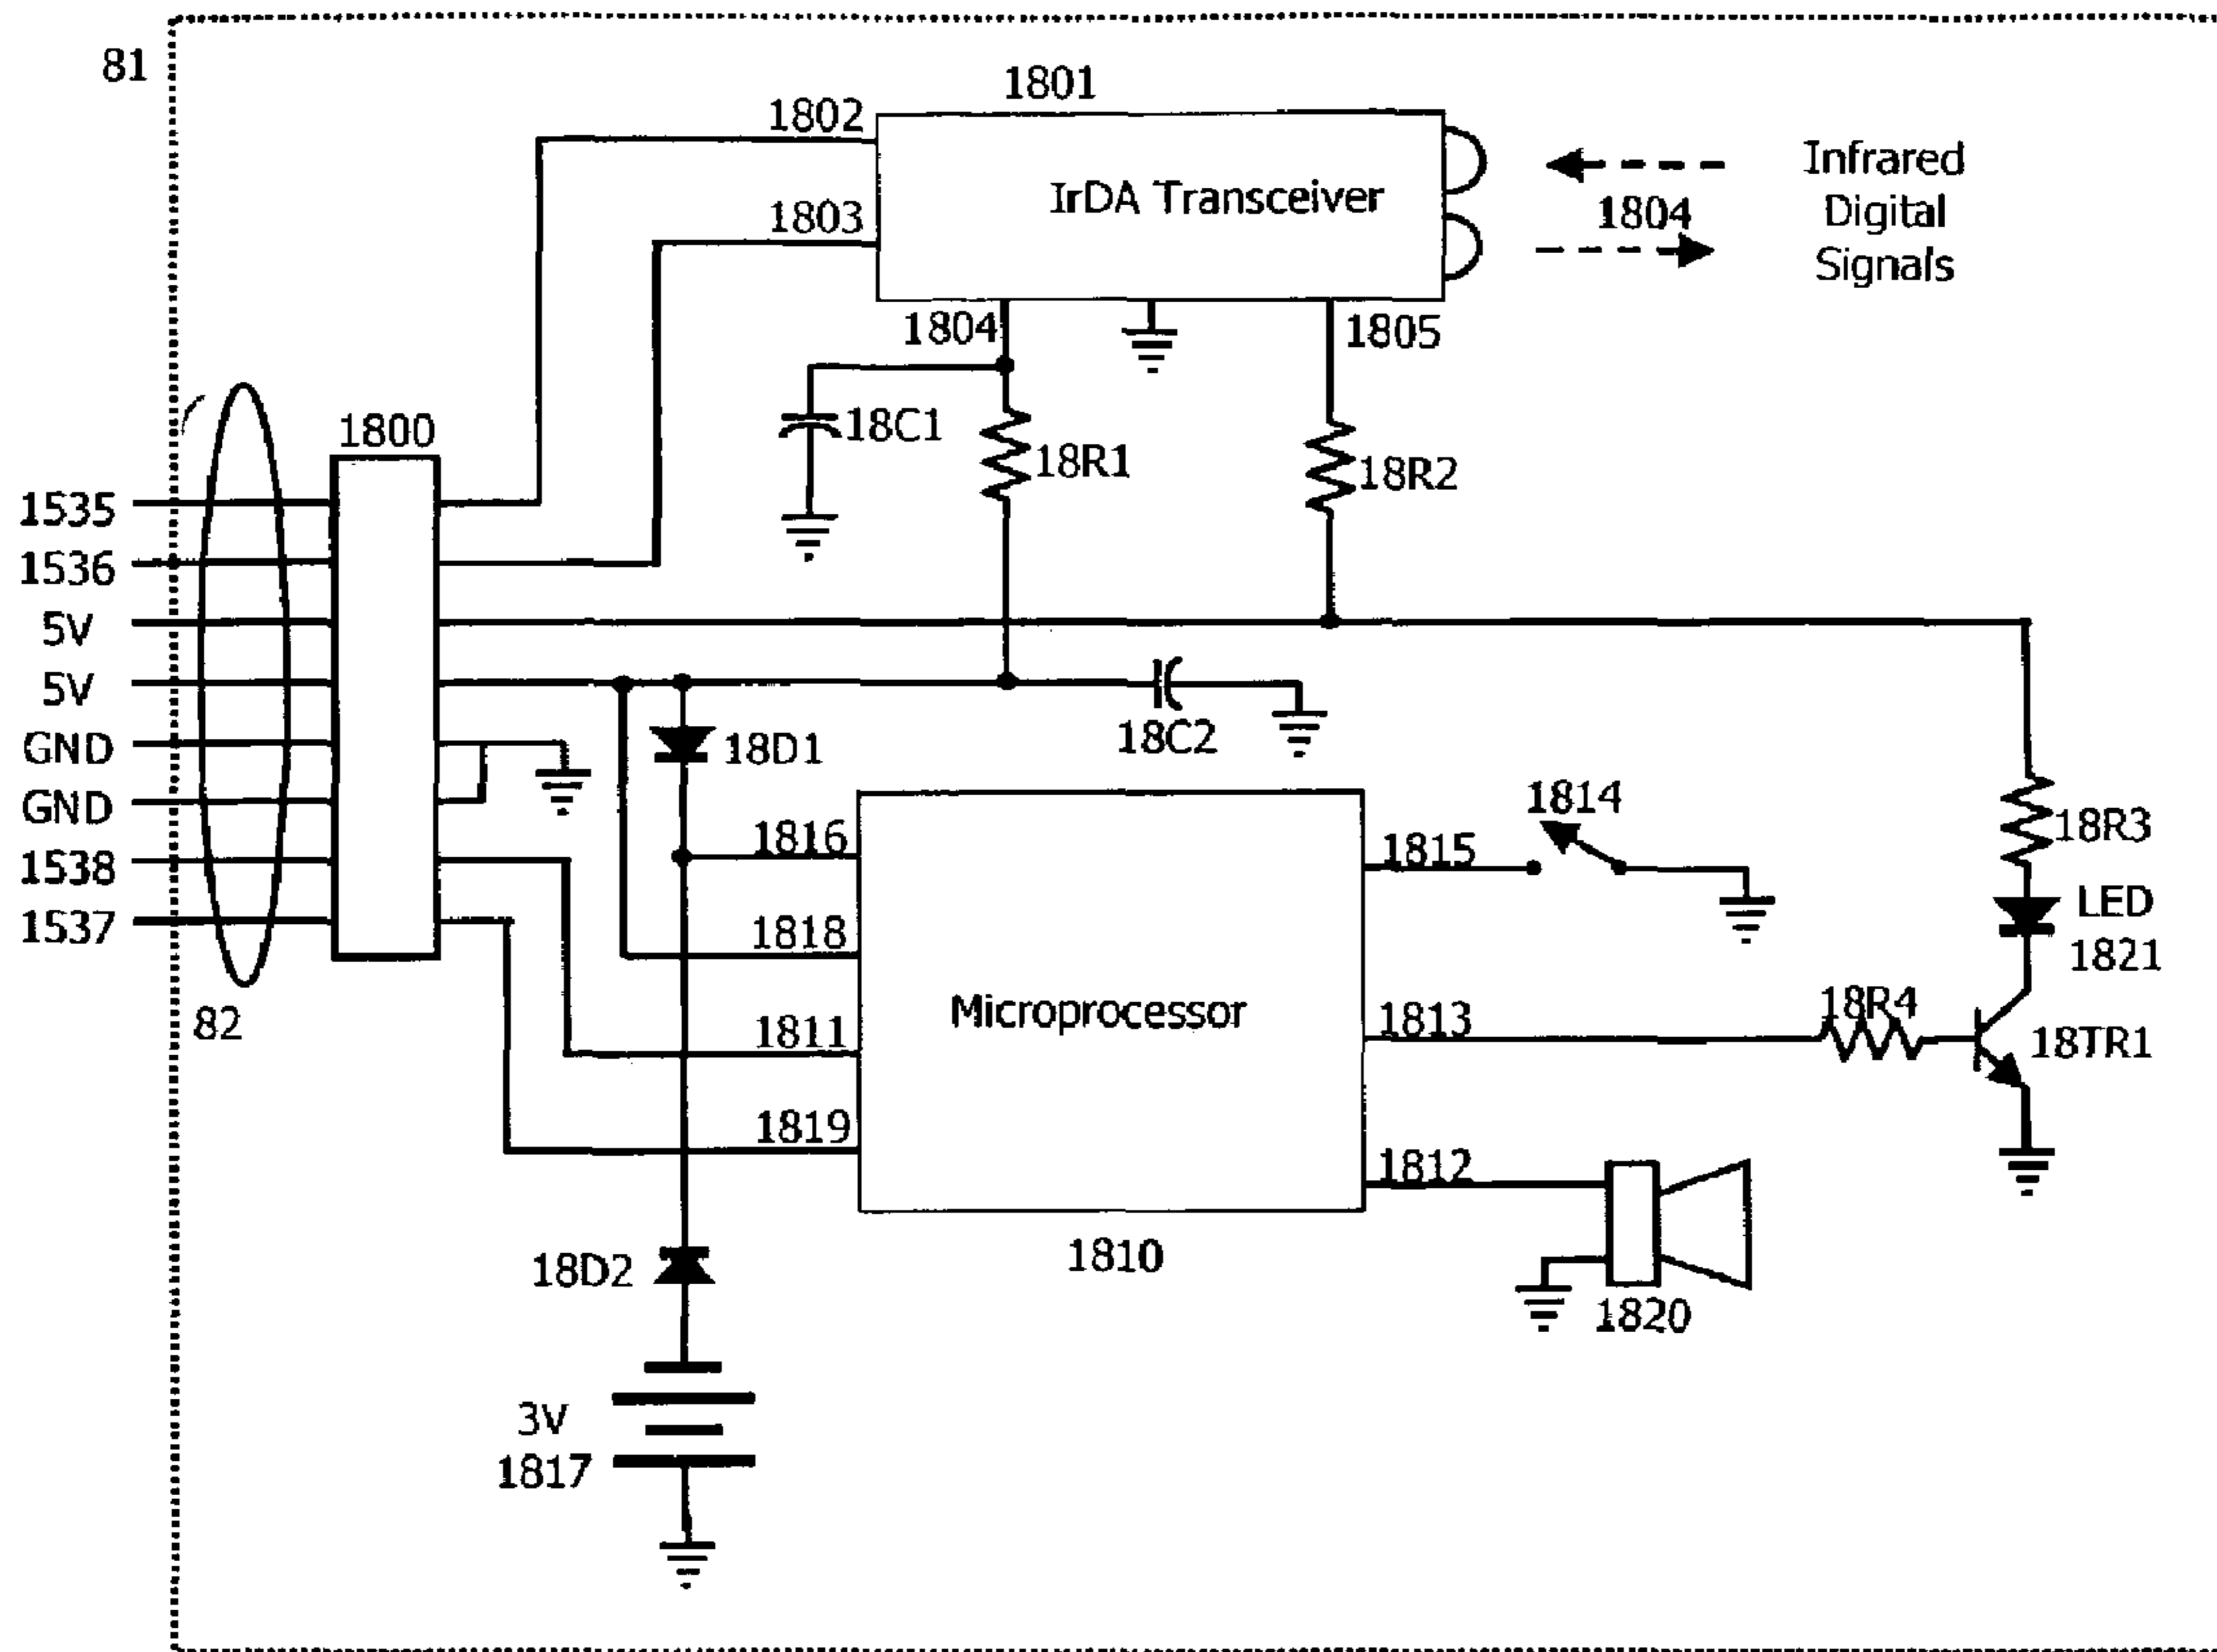 81
1801
1802
IrDA Transceiver
1803
Infrared
Digital
Signals
1804
1804
1805
18C1
18R1
18R2
1800
1535
1536
5V
5V
GND
GND
1538
1537
82
18D1
18C2
1816
1818
1811
1819
Microprocessor
1810
1815
1814
1813
1812
18R3
LED
1821
18R4
18TR1
1820
18D2
3V
1817